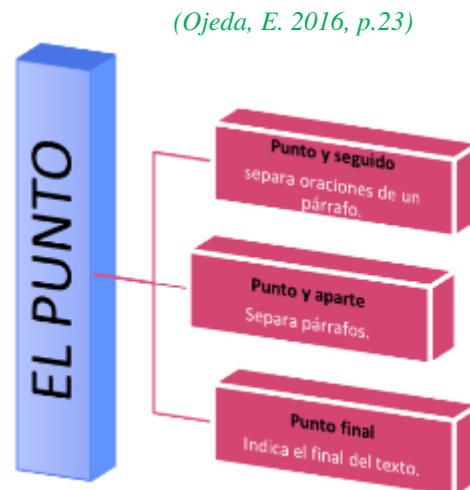 (Ojeda, E. 2016, p.23)
EL PUNTO
Punto y seguido
separa oraciones de un
párrafo.
Punto y aparte
Separa párrafos.
Punto final
Indica el final del texto.